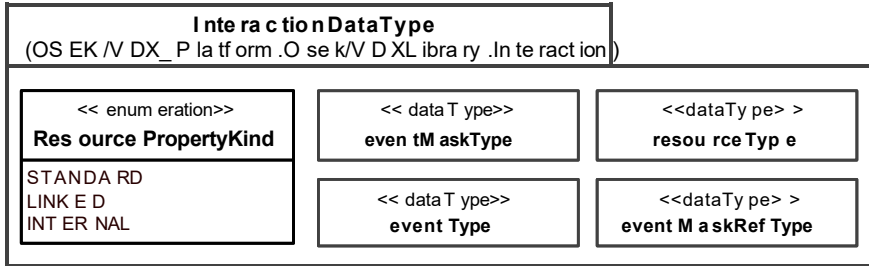 InteractionDataType
(OSEK/VDX_Platform.Osek/VDXLibrary.Interaction)
<<enumeration>>
ResourcePropertyKind
STANDARD
LINKED
INTERNAL
<<dataType>>
eventMaskType
<<dataType>>
resourceType
<<dataType>>
eventType
<<dataType>>
eventMaskRefType